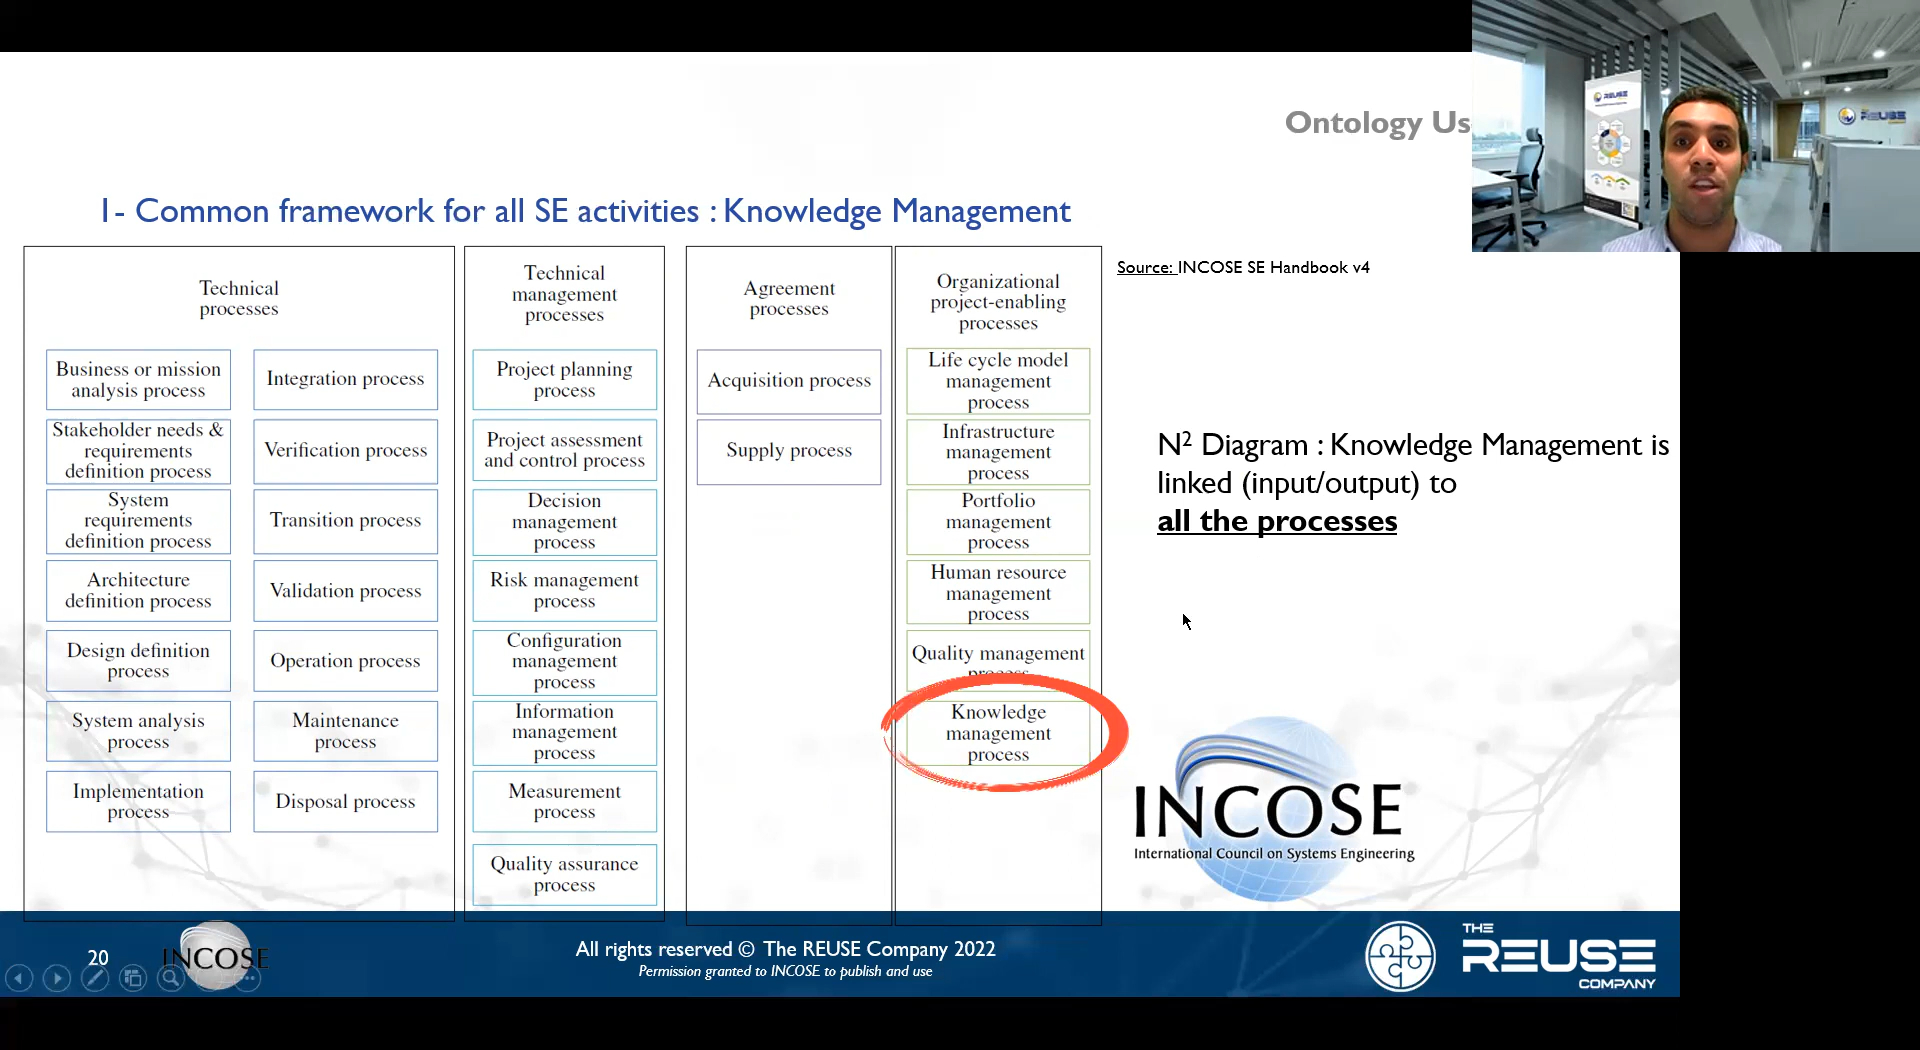 Ontology Us
1- Common framework for all SE activities : Knowledge Management
Source: INCOSE SE Handbook v4
Technical
processes
Business or mission
analysis process
Stakeholder needs &
requirements
definition process
System
requirements
definition process
Architecture
definition process
Design definition
process
System analysis
process
Implementation
process
Integration process
Verification process
Transition process
Validation process
Operation process
Maintenance
process
Disposal process
Technical
management
processes
Project planning
process
Project assessment
and control process
Decision
management
process
Risk management
process
Configuration
management
process
Information
management
process
Measurement
process
Quality assurance
process
Agreement
processes
Acquisition process
Supply process
Organizational
project-enabling
processes
Life cycle model
management
process
Infrastructure
management
process
Portfolio
management
process
Human resource
management
process
Quality management
process
Knowledge
management
process
N² Diagram : Knowledge Management is
linked (input/output) to
all the processes
INCOSE
International Council on Systems Engineering
20
INCOSE
All rights reserved © The REUSE Company 2022
Permission granted to INCOSE to publish and use
THE
REUSE
COMPANY
REUSE
REUSE